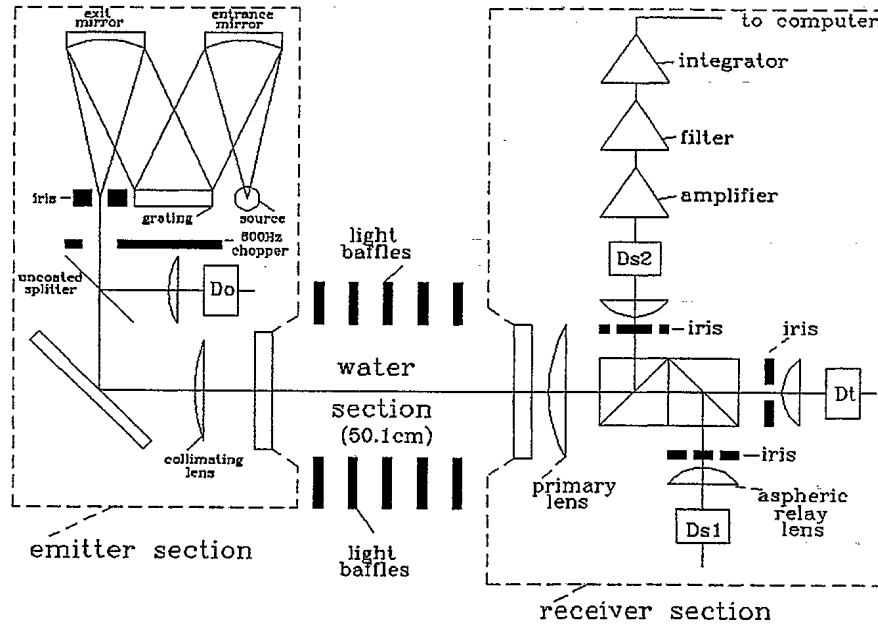 exit
mirror
entrance
mirror
iris
grating
source
600Hz
chopper
uncoated
splitter
Do
light
baffles
water
section
(50.1cm)
collimating
lens
light
baffles
emitter section
to computer
integrator
filter
amplifier
Ds2
iris
iris
Dt
iris
primary
lens
aspheric
relay
lens
Ds1
receiver section